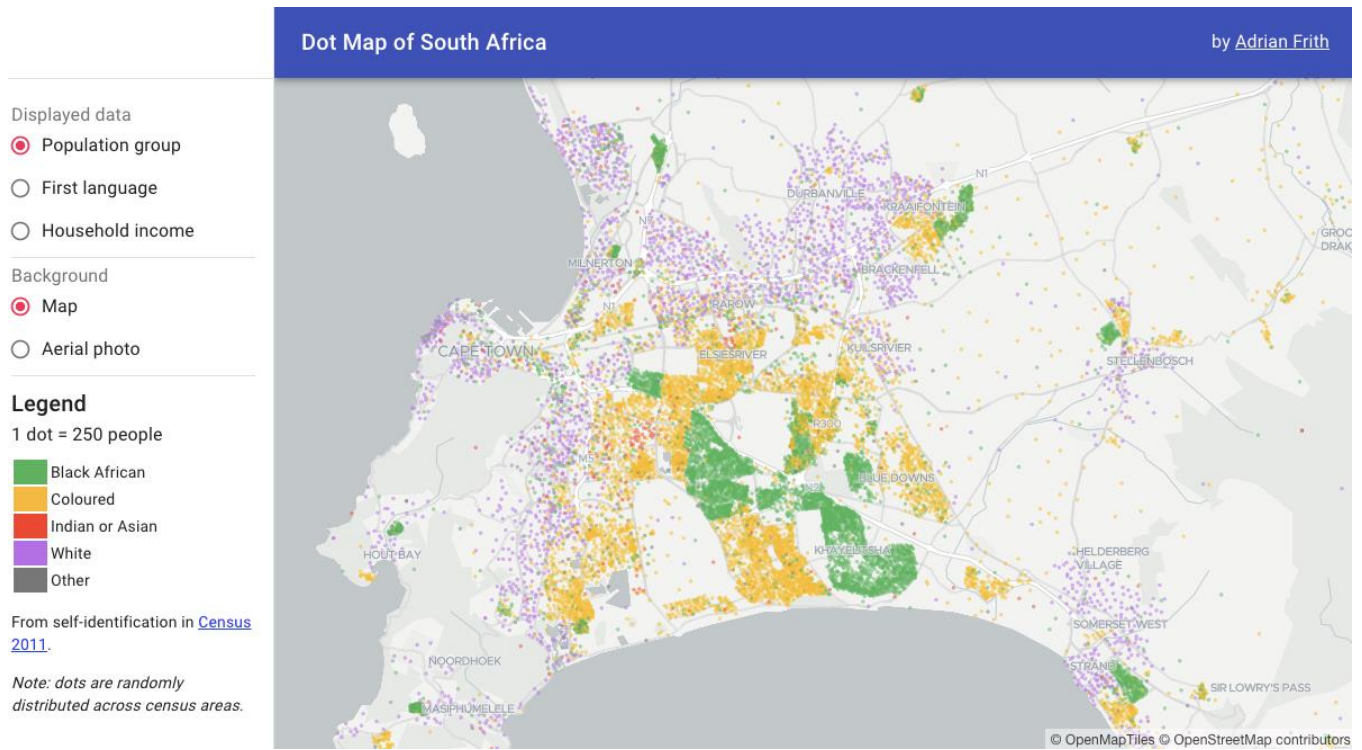 Dot Map of South Africa
by Adrian Frith
Displayed data
Population group
First language
Household income
Background
Map
Aerial photo
Legend
1 dot = 250 people
Black African
Coloured
Indian or Asian
White
Other
From self-identification in Census
2011.
Note: dots are randomly
distributed across census areas.
N1
DURBANVILLE
KRAAIFONTEIN
GROO
DRAK
N7
MILNERTON
BRACKENFELL
N1
PAROW
CAPE TOWN
ELSIESRIVER
KUILSRIVIER
STELLENBOSCH
R300
M5
BLUE DOWNS
N2
HOUT BAY
KHAYELITSHA
HELDERBERG
VILLAGE
SOMERSET WEST
NOORDHOEK
STRAND
SIR LOWRY'S PASS
MASIPHUMELELE
© OpenMapTiles © OpenStreetMap contributors